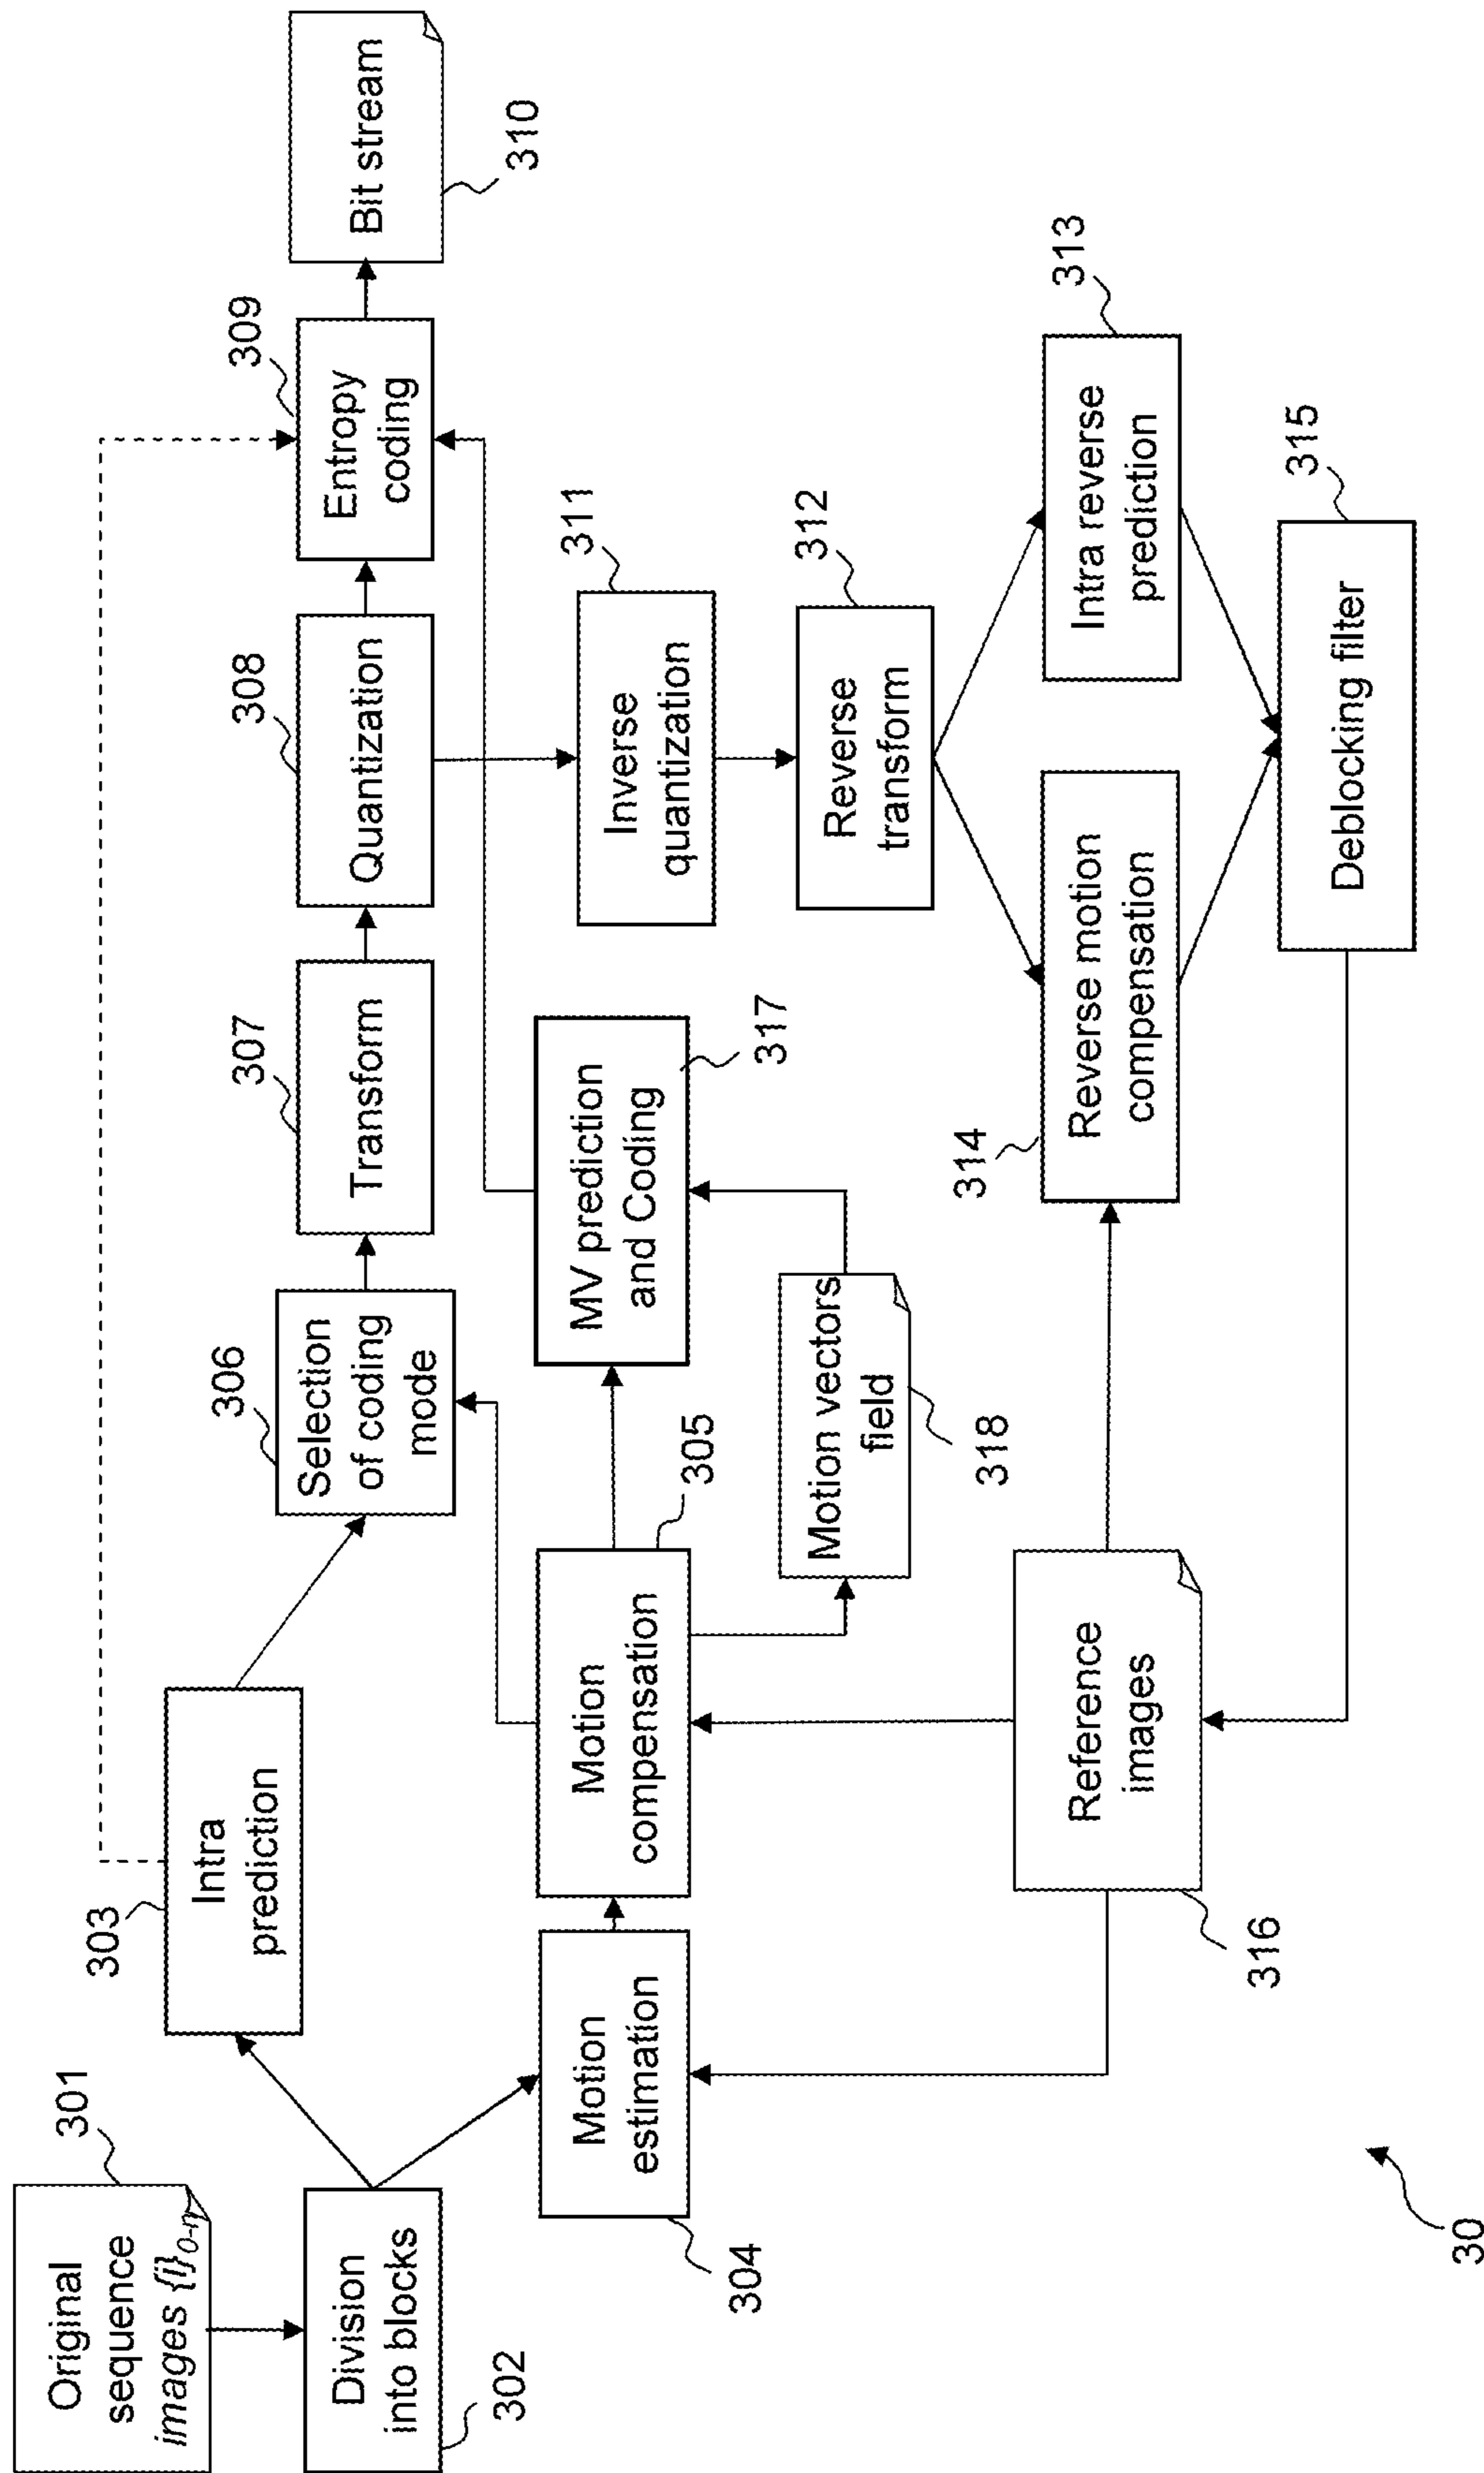 301
Original
sequence
images {i}0-n
Division
into blocks
302
303
Intra
prediction
Motion
estimation
304
Motion
compensation
305
306
Selection
of coding
mode
307
Transform
308
Quantization
309
Entropy
coding
Bit stream
310
MV prediction
and Coding
317
Motion vectors
field
318
311
Inverse
quantization
312
Reverse
transform
313
Intra reverse
prediction
314
Reverse motion
compensation
315
Deblocking filter
Reference
images
316
30